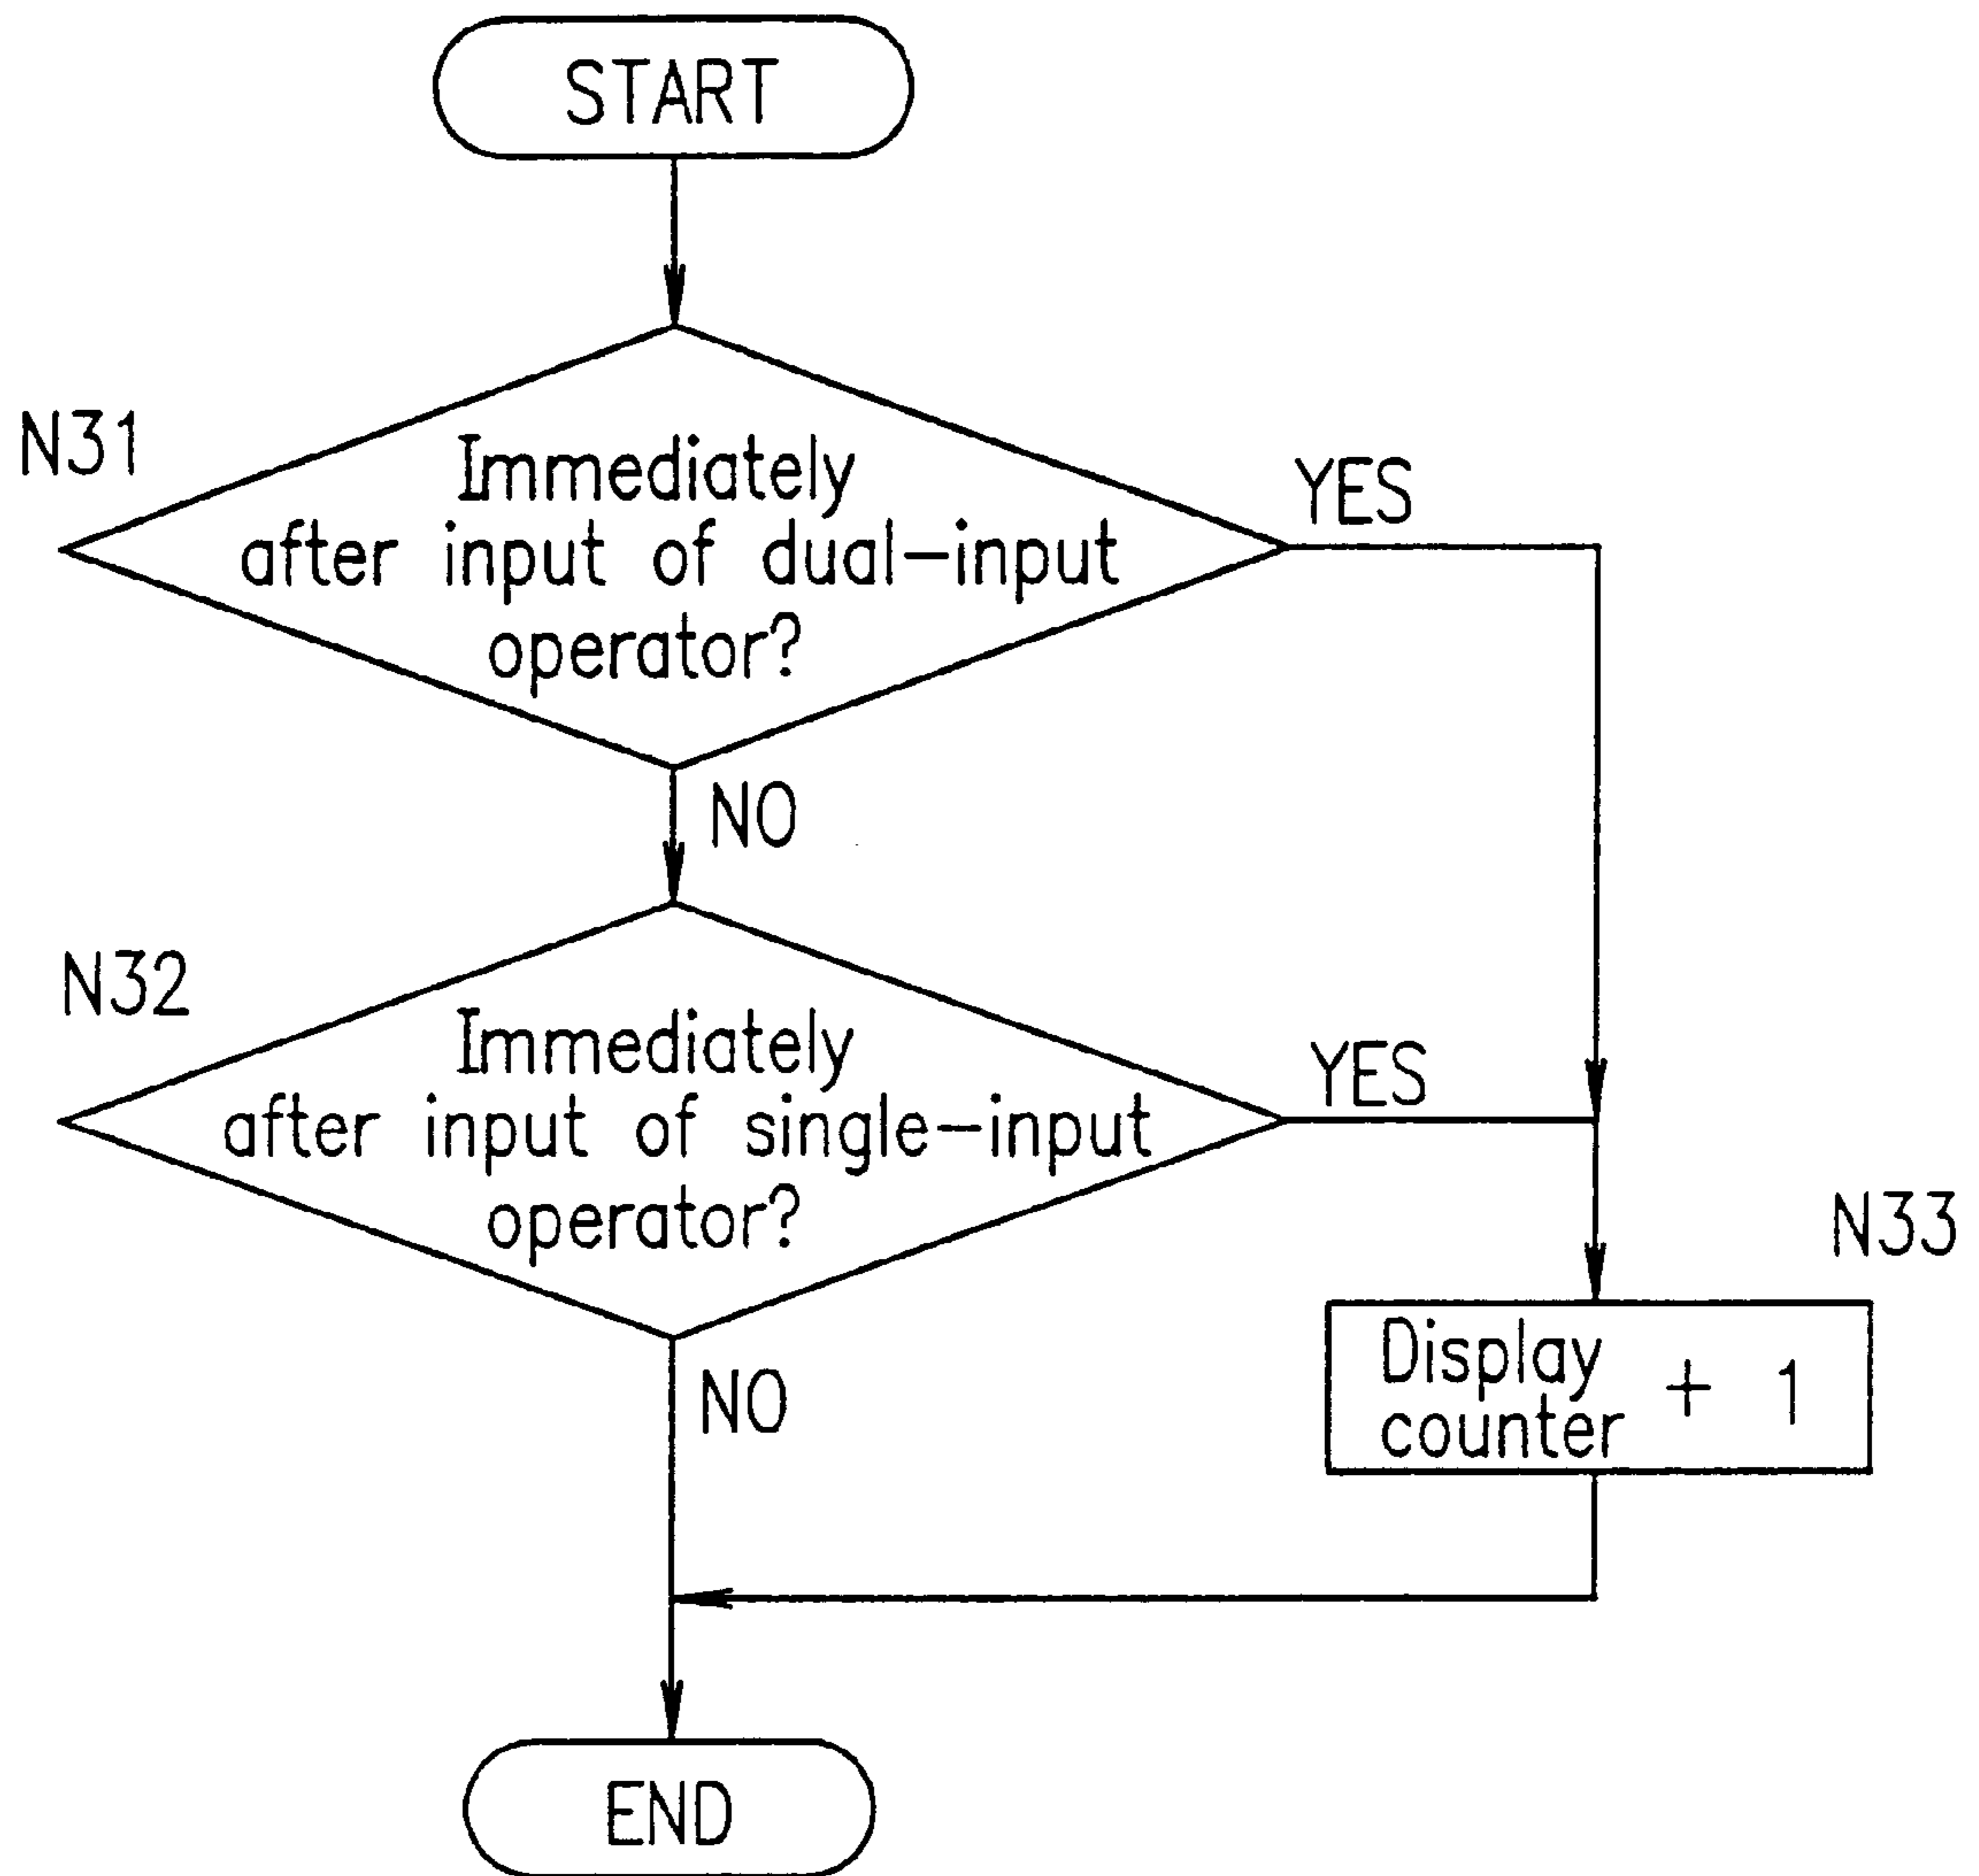 START
N31
Immediately
after input of dual-input
operator?
YES
NO
N32
Immediately
after input of single-input
operator?
YES
N33
Display
counter + 1
NO
END